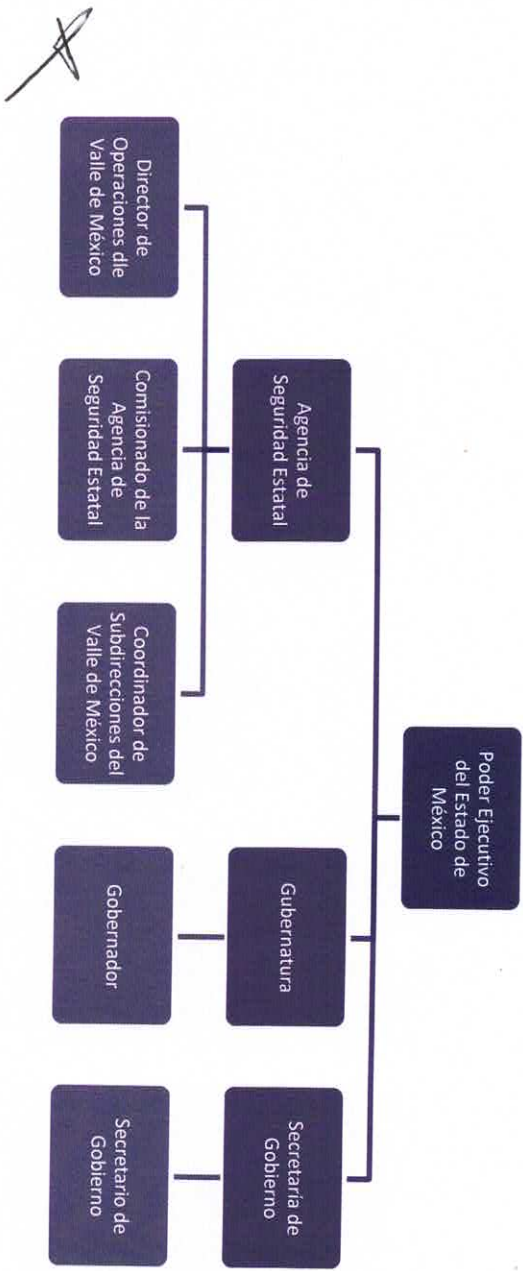 Poder Ejecutivo
del Estado de
México
Agencia de
Seguridad Estatal
Gubernatura
Secretaría de
Gobierno
Director de
Operaciones dle
Valle de México
Comisionado de la
Agencia de
Seguridad Estatal
Coordinador de
Subdirecciones del
Valle de México
Gobernador
Secretario de
Gobierno